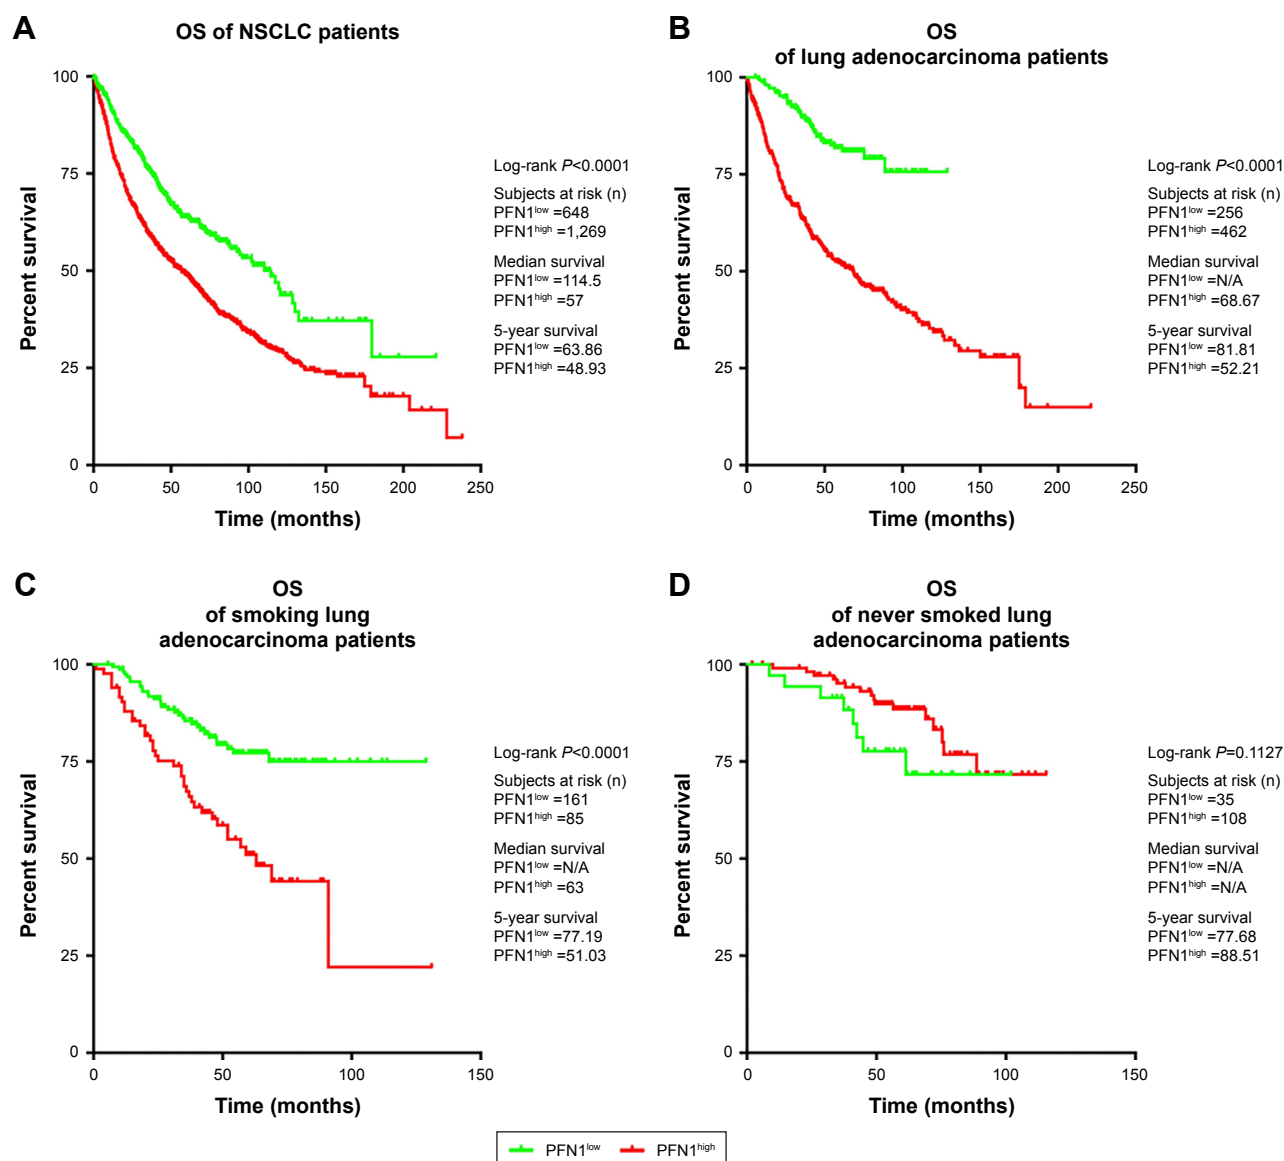 A
OS of NSCLC patients
Percent survival
100
75
50
25
0
0 50 100 150 200 250
Time (months)
Log-rank P<0.0001
Subjects at risk (n)
PFN1low =648
PFN1high =1,269
Median survival
PFN1low =114.5
PFN1high =57
5-year survival
PFN1low =63.86
PFN1high =48.93
B
OS
of lung adenocarcinoma patients
Percent survival
100
75
50
25
0
0 50 100 150 200 250
Time (months)
Log-rank P<0.0001
Subjects at risk (n)
PFN1low =256
PFN1high =462
Median survival
PFN1low =N/A
PFN1high =68.67
5-year survival
PFN1low =81.81
PFN1high =52.21
C
OS
of smoking lung
adenocarcinoma patients
Percent survival
100
75
50
25
0
0 50 100 150
Time (months)
Log-rank P<0.0001
Subjects at risk (n)
PFN1low =161
PFN1high =85
Median survival
PFN1low =N/A
PFN1high =63
5-year survival
PFN1low =77.19
PFN1high =51.03
D
OS
of never smoked lung
adenocarcinoma patients
Percent survival
100
75
50
25
0
0 50 100 150
Time (months)
Log-rank P=0.1127
Subjects at risk (n)
PFN1low =35
PFN1high =108
Median survival
PFN1low =N/A
PFN1high =N/A
5-year survival
PFN1low =77.68
PFN1high =88.51
PFN1low PFN1high